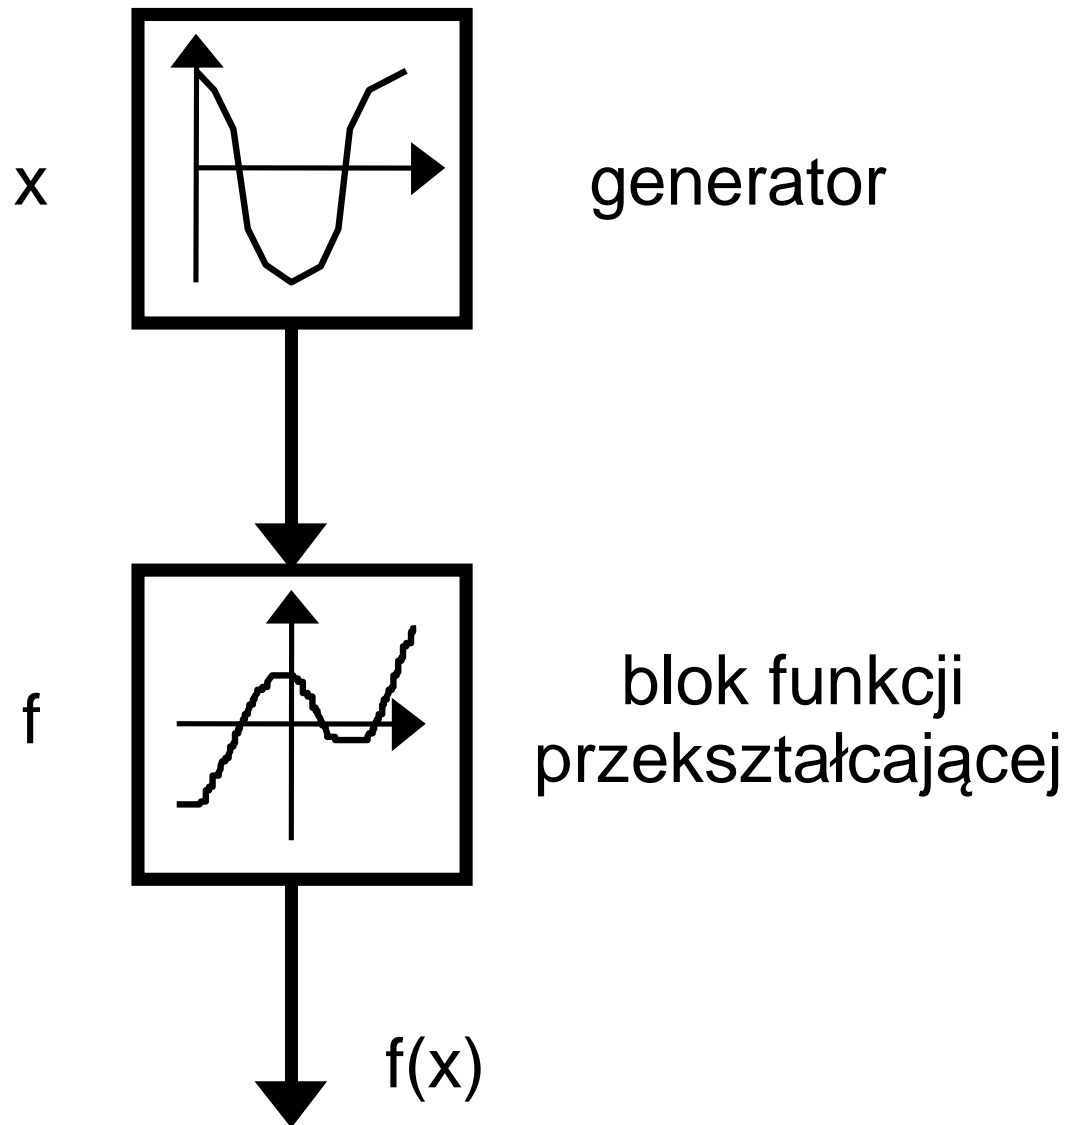 x
generator
f
blok funkcji
przekształcającej
f(x)